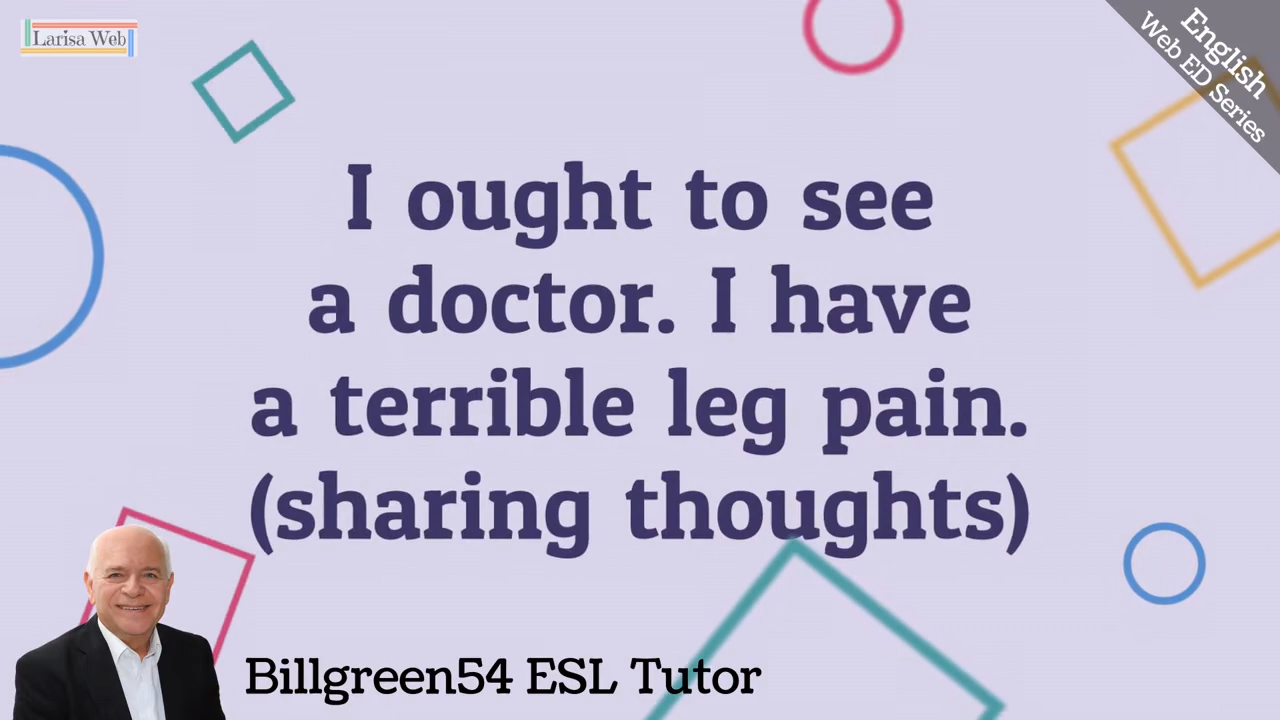 Larisa Web
English
Web ED Series
I ought to see
a doctor. I have
a terrible leg pain.
(sharing thoughts)
Billgreen54 ESL Tutor